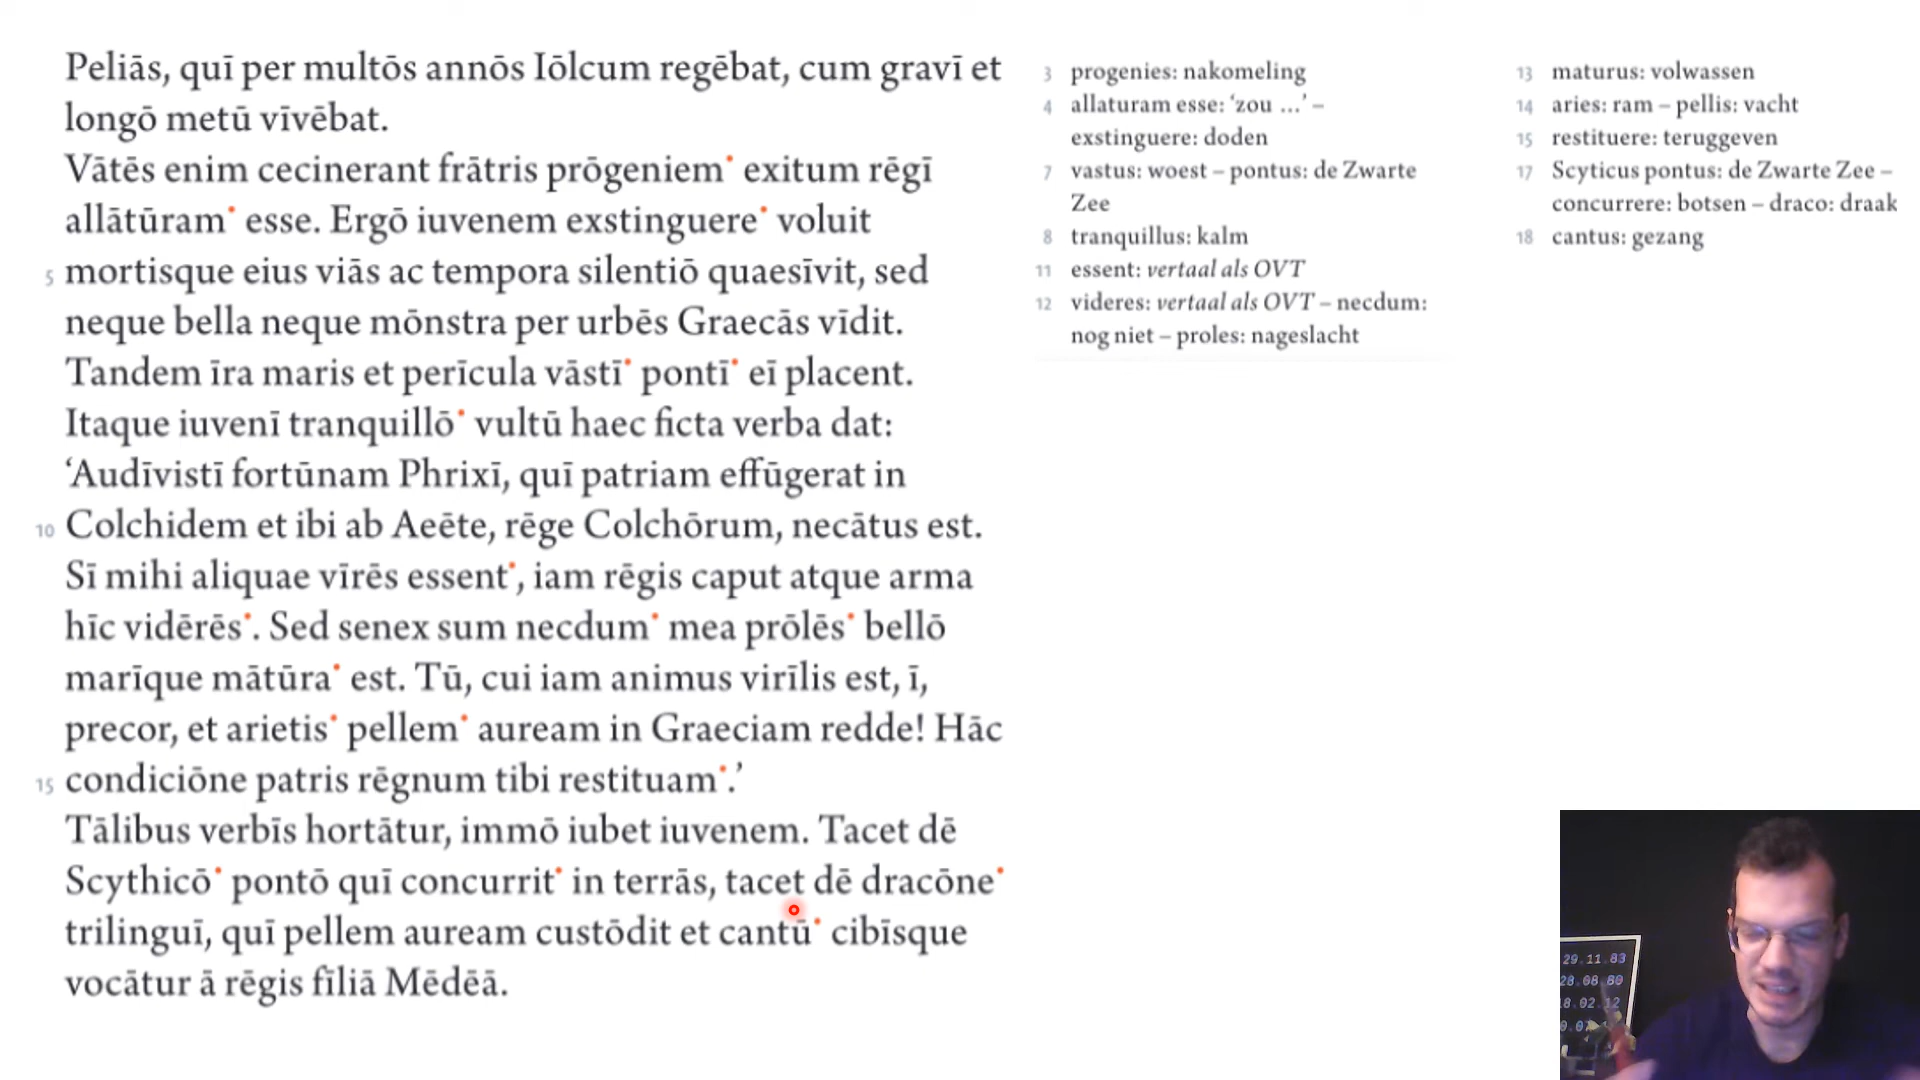 Peliās, quī per multōs annōs Iōlcum regēbat, cum gravī et
longō metū vīvēbat.
Vātēs enim cecinerant frātris prōgeniem• exitum rēgī
allātūram• esse. Ergō iuvenem exstinguere• voluit
5 mortisque eius viās ac tempora silentiō quaesīvit, sed
neque bella neque mōnstra per urbēs Graecās vīdit.
Tandem īra maris et perīcula vāstī• pontī• eī placent.
Itaque iuvenī tranquillō• vultū haec ficta verba dat:
‘Audīvistī fortūnam Phrixī, quī patriam effūgerat in
10 Colchidem et ibi ab Aeēte, rēge Colchōrum, necātus est.
Sī mihi aliquae vīrēs essent•, iam rēgis caput atque arma
hīc vidērēs•. Sed senex sum necdum• mea prōlēs• bellō
marīque mātūra• est. Tū, cui iam animus virīlis est, ī,
precor, et arietis• pellem• auream in Graeciam redde! Hāc
15 condiciōne patris rēgnum tibi restituam•.’
Tālibus verbīs hortātur, immō iubet iuvenem. Tacet dē
Scythicō• pontō quī concurrit• in terrās, tacet dē dracōne•
trilinguī, quī pellem auream custōdit et cantū• cibīsque
vocātur ā rēgis fīliā Mēdēā.
3 progenies: nakomeling
4 allaturam esse: ‘zou ...’ –
exstinguere: doden
7 vastus: woest – pontus: de Zwarte
Zee
8 tranquillus: kalm
11 essent: vertaal als OVT
12 videres: vertaal als OVT – necdum:
nog niet – proles: nageslacht
13 maturus: volwassen
14 aries: ram – pellis: vacht
15 restituere: teruggeven
17 Scyticus pontus: de Zwarte Zee –
concurrere: botsen – draco: draak
18 cantus: gezang
29.11.83
28.08.80
8.02.12